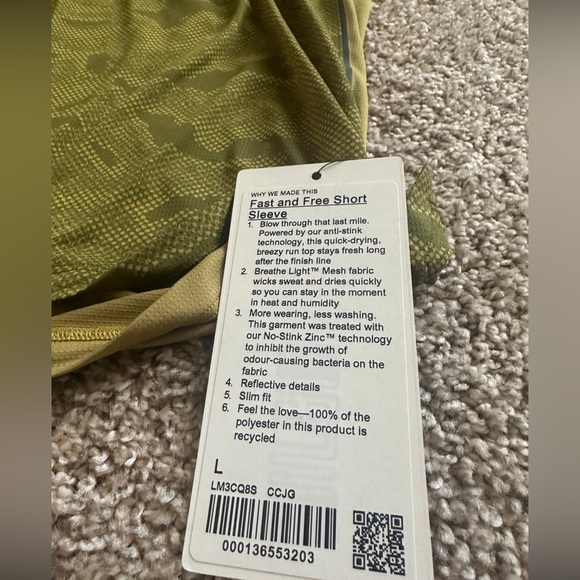 WHY WE MADE THIS
Fast and Free Short
Sleeve
1. Blow through that last mile.
Powered by our anti-stink
technology, this quick-drying,
breezy run top stays fresh long
after the finish line
2. Breathe Light™ Mesh fabric
wicks sweat and dries quickly
so you can stay in the moment
in heat and humidity
3. More wearing, less washing.
This garment was treated with
our No-Stink Zinc™ technology
to inhibit the growth of
odour-causing bacteria on the
fabric
4. Reflective details
5. Slim fit
6. Feel the love—100% of the
polyester in this product is
recycled
L
LM3CQ8S CCJG
000136553203